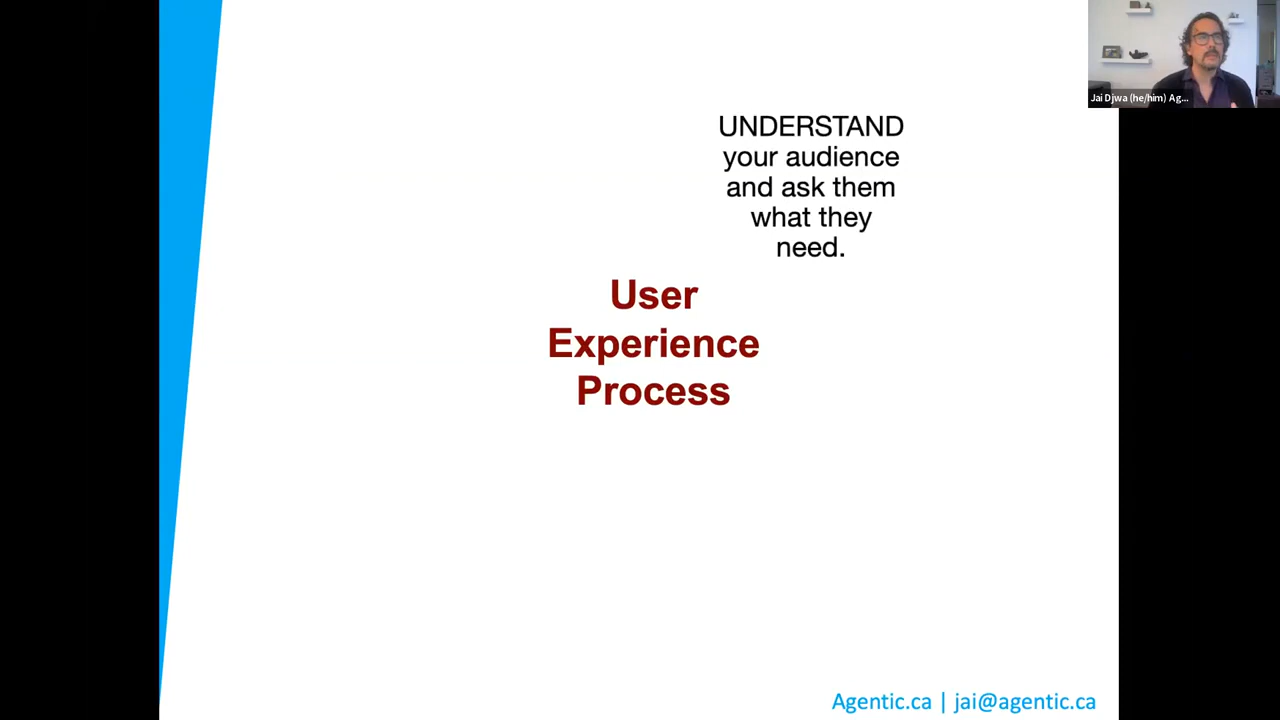 Jai Djwa (he/him) Ag...
UNDERSTAND
your audience
and ask them
what they
need.
User
Experience
Process
Agentic.ca | jai@agentic.ca